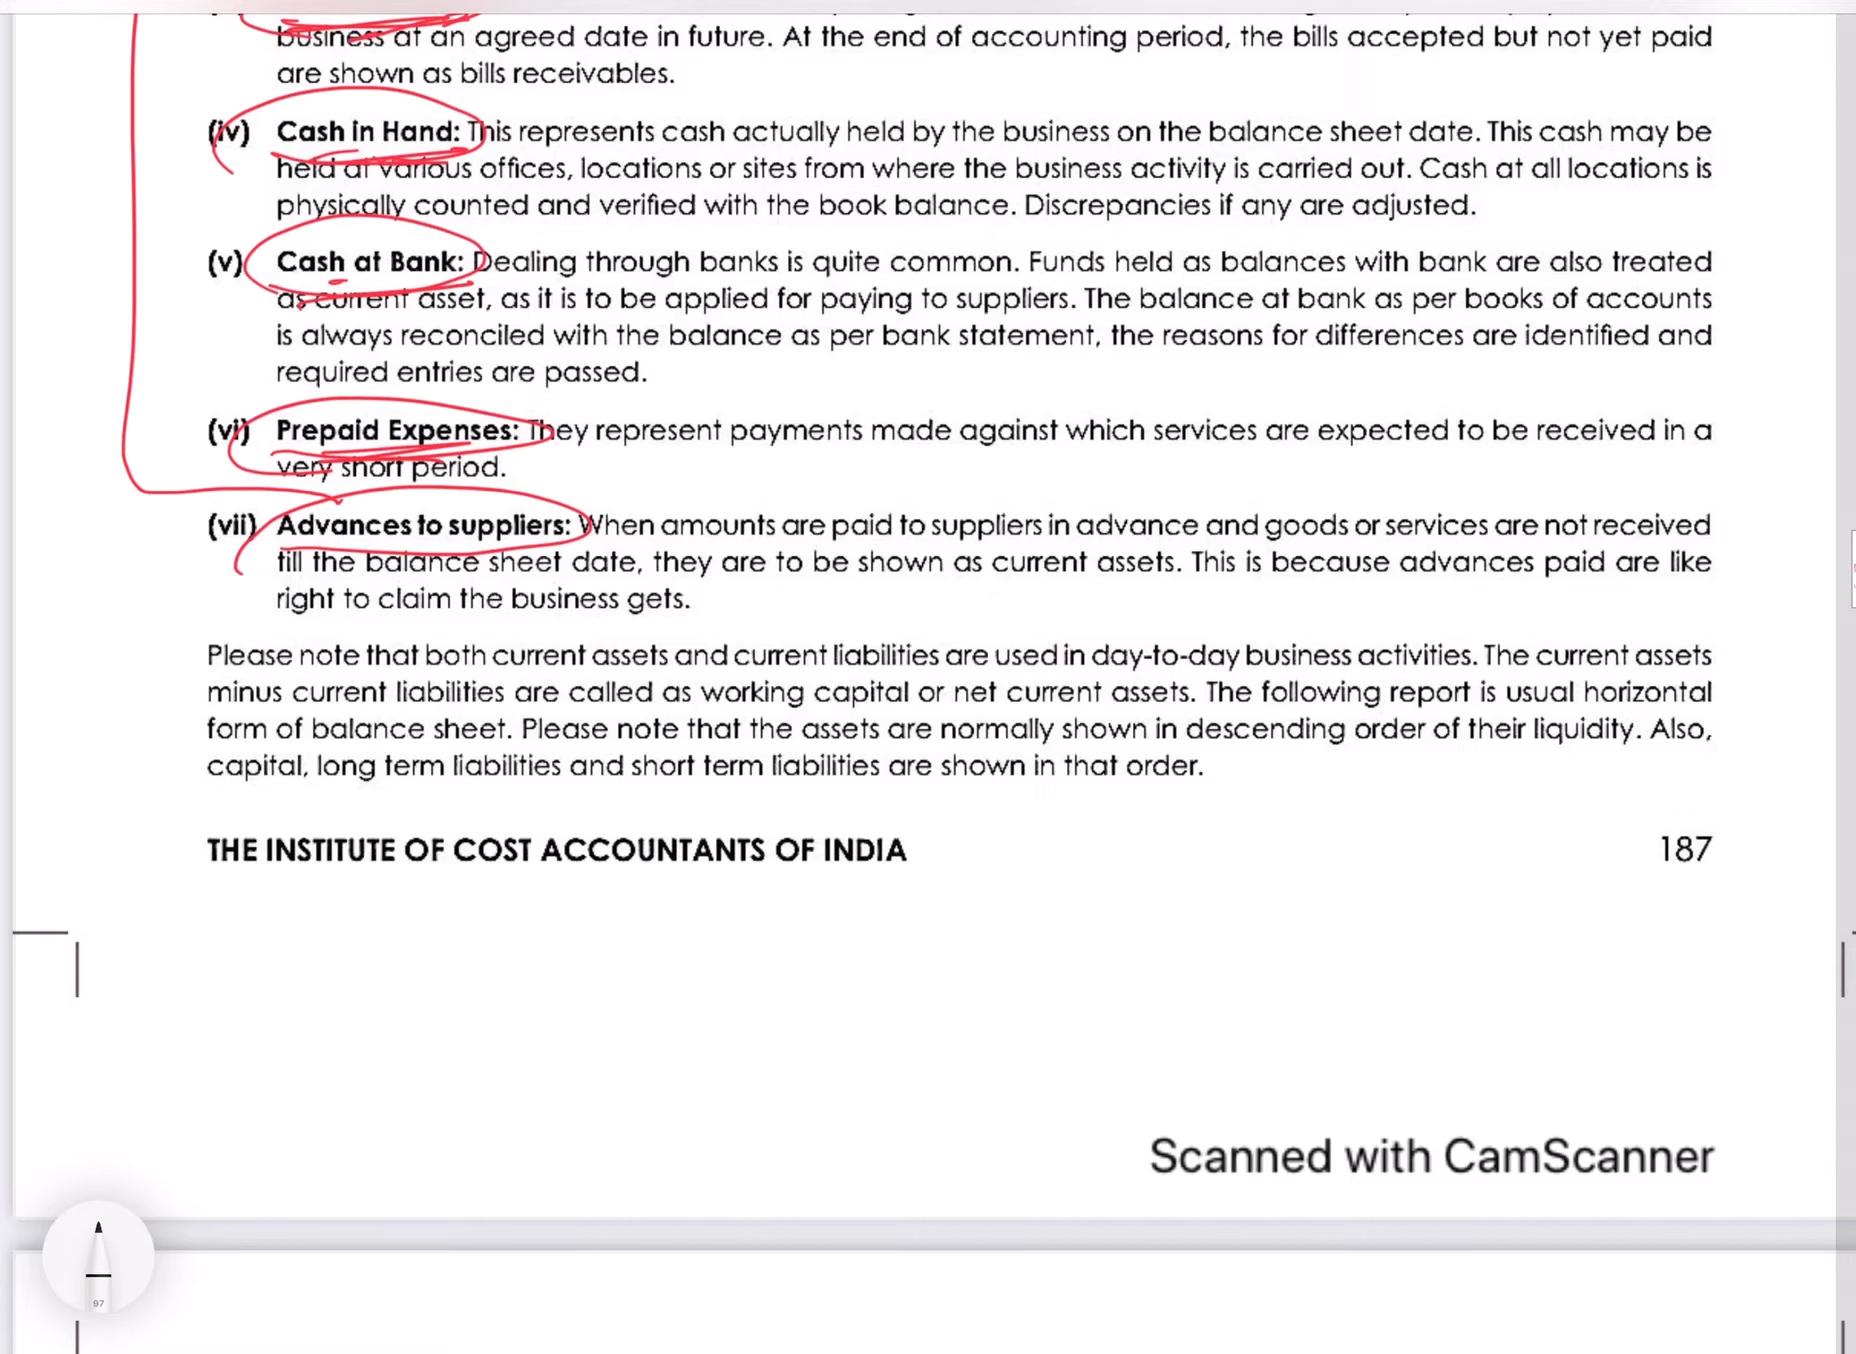 business at an agreed date in future. At the end of accounting period, the bills accepted but not yet paid
are shown as bills receivables.
(iv) Cash in Hand: This represents cash actually held by the business on the balance sheet date. This cash may be
held at various offices, locations or sites from where the business activity is carried out. Cash at all locations is
physically counted and verified with the book balance. Discrepancies if any are adjusted.
(v) Cash at Bank: Dealing through banks is quite common. Funds held as balances with bank are also treated
as current asset, as it is to be applied for paying to suppliers. The balance at bank as per books of accounts
is always reconciled with the balance as per bank statement, the reasons for differences are identified and
required entries are passed.
(vi) Prepaid Expenses: They represent payments made against which services are expected to be received in a
very short period.
(vii) Advances to suppliers: When amounts are paid to suppliers in advance and goods or services are not received
till the balance sheet date, they are to be shown as current assets. This is because advances paid are like
right to claim the business gets.
Please note that both current assets and current liabilities are used in day-to-day business activities. The current assets
minus current liabilities are called as working capital or net current assets. The following report is usual horizontal
form of balance sheet. Please note that the assets are normally shown in descending order of their liquidity. Also,
capital, long term liabilities and short term liabilities are shown in that order.
THE INSTITUTE OF COST ACCOUNTANTS OF INDIA 187
Scanned with CamScanner
97